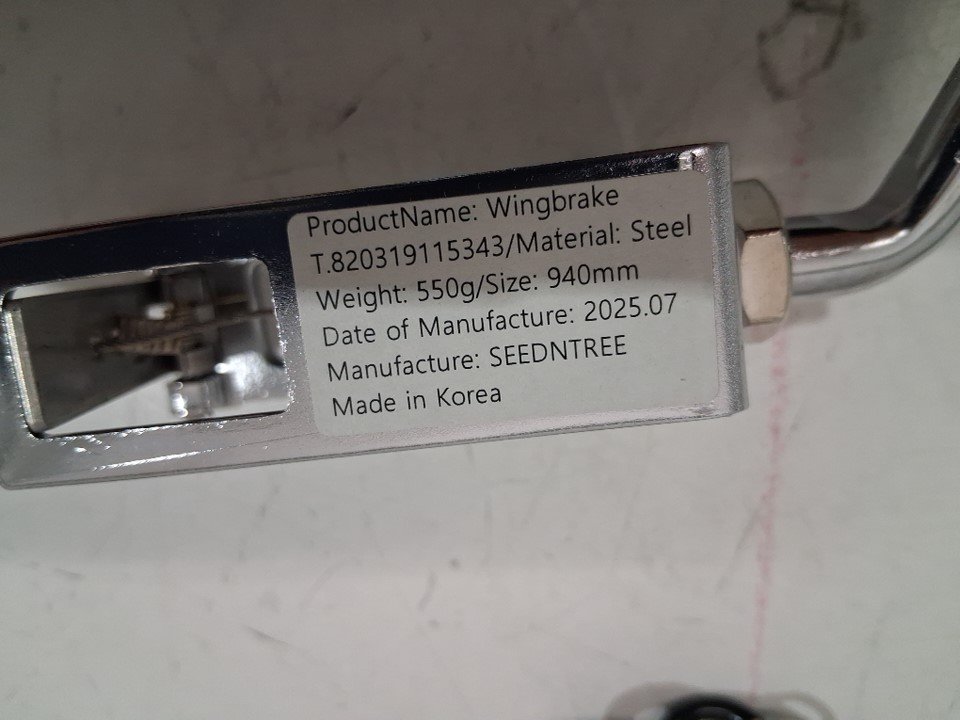 ProductName: Wingbrake
T.820319115343/Material: Steel
Weight: 550g/Size: 940mm
Date of Manufacture: 2025.07
Manufacture: SEEDNTREE
Made in Korea